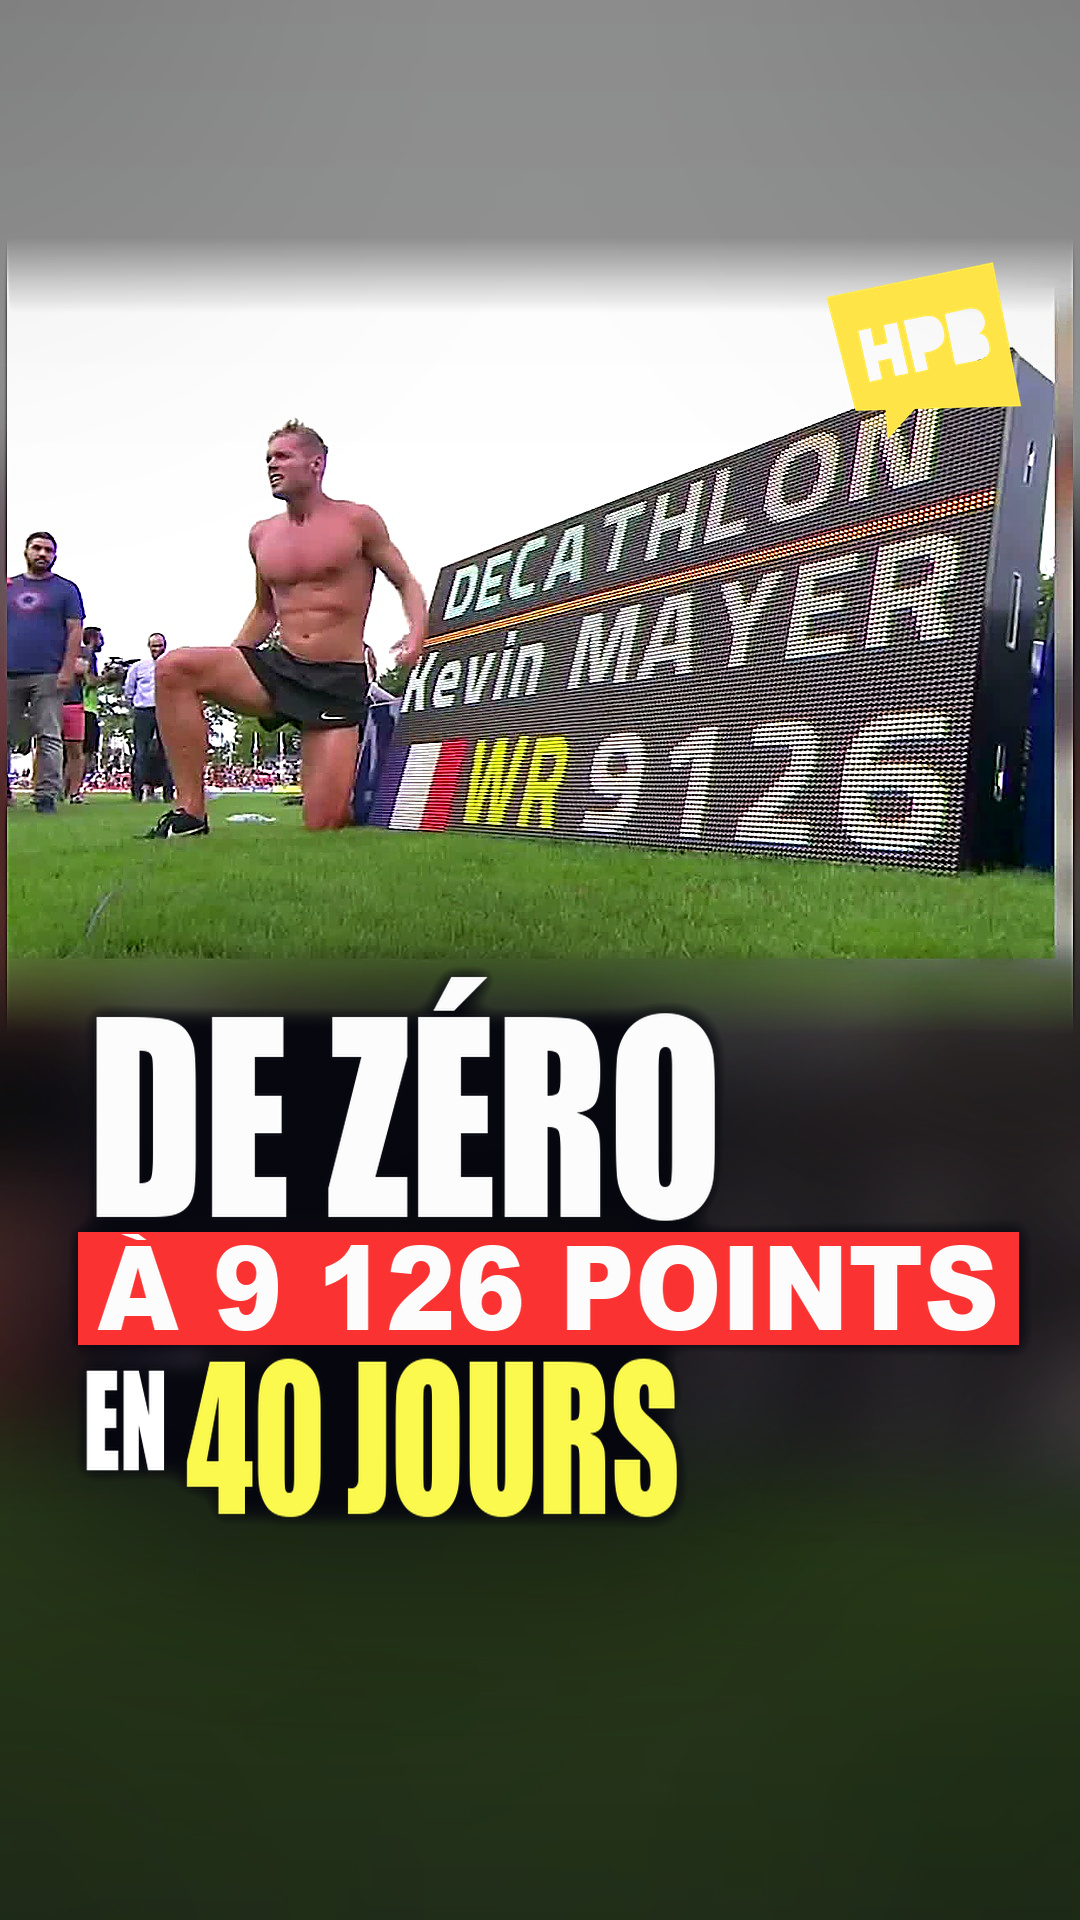 HPB
DECATHLON
Kevin MAYER
WR 9126
DE ZÉRO
À 9 126 POINTS
EN 40 JOURS